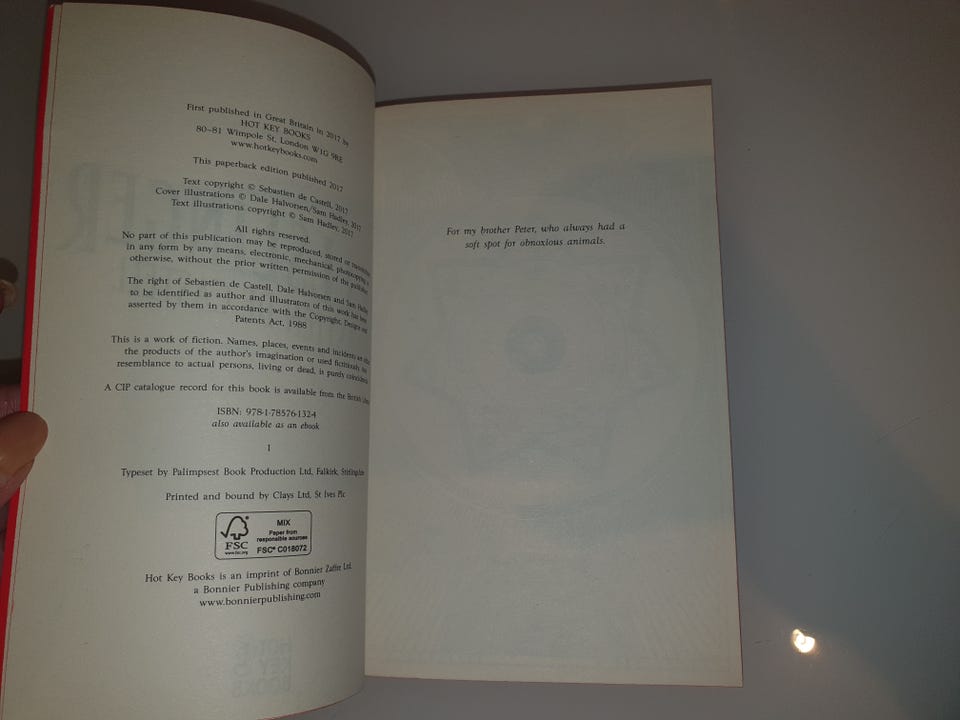 First published in Great Britain in 2017 by
HOT KEY BOOKS
80–81 Wimpole St, London W1G 9RE
www.hotkeybooks.com
This paperback edition published 2017
Text copyright © Sebastien de Castell, 2017
Cover illustrations © Dale Halvorsen/Sam Hadley, 2017
Text illustrations copyright © Sam Hadley, 2017
All rights reserved.
No part of this publication may be reproduced, stored or
in any form by any means, electronic, mechanical, photocopying
otherwise, without the prior written permission of the publisher.
The right of Sebastien de Castell, Dale Halvorsen and Sam Hadley
to be identified as author and illustrators of this work has been
asserted by them in accordance with the Copyright, Designs and
Patents Act, 1988
This is a work of fiction. Names, places, events and incidents are
the products of the author's imagination or used fictitiously.
resemblance to actual persons, living or dead, is purely coincidental
A CIP catalogue record for this book is available from the British
ISBN: 978-1-78576-132-4
also available as an ebook
1
Typeset by Palimpsest Book Production Ltd, Falkirk, Stirlingshire
Printed and bound by Clays Ltd, St Ives Plc
FSC
www.fsc.org
MIX
Paper from
responsible sources
FSC® C018072
Hot Key Books is an imprint of Bonnier Zaffre Ltd,
a Bonnier Publishing company
www.bonnierpublishing.com
For my brother Peter, who always had a
soft spot for obnoxious animals.